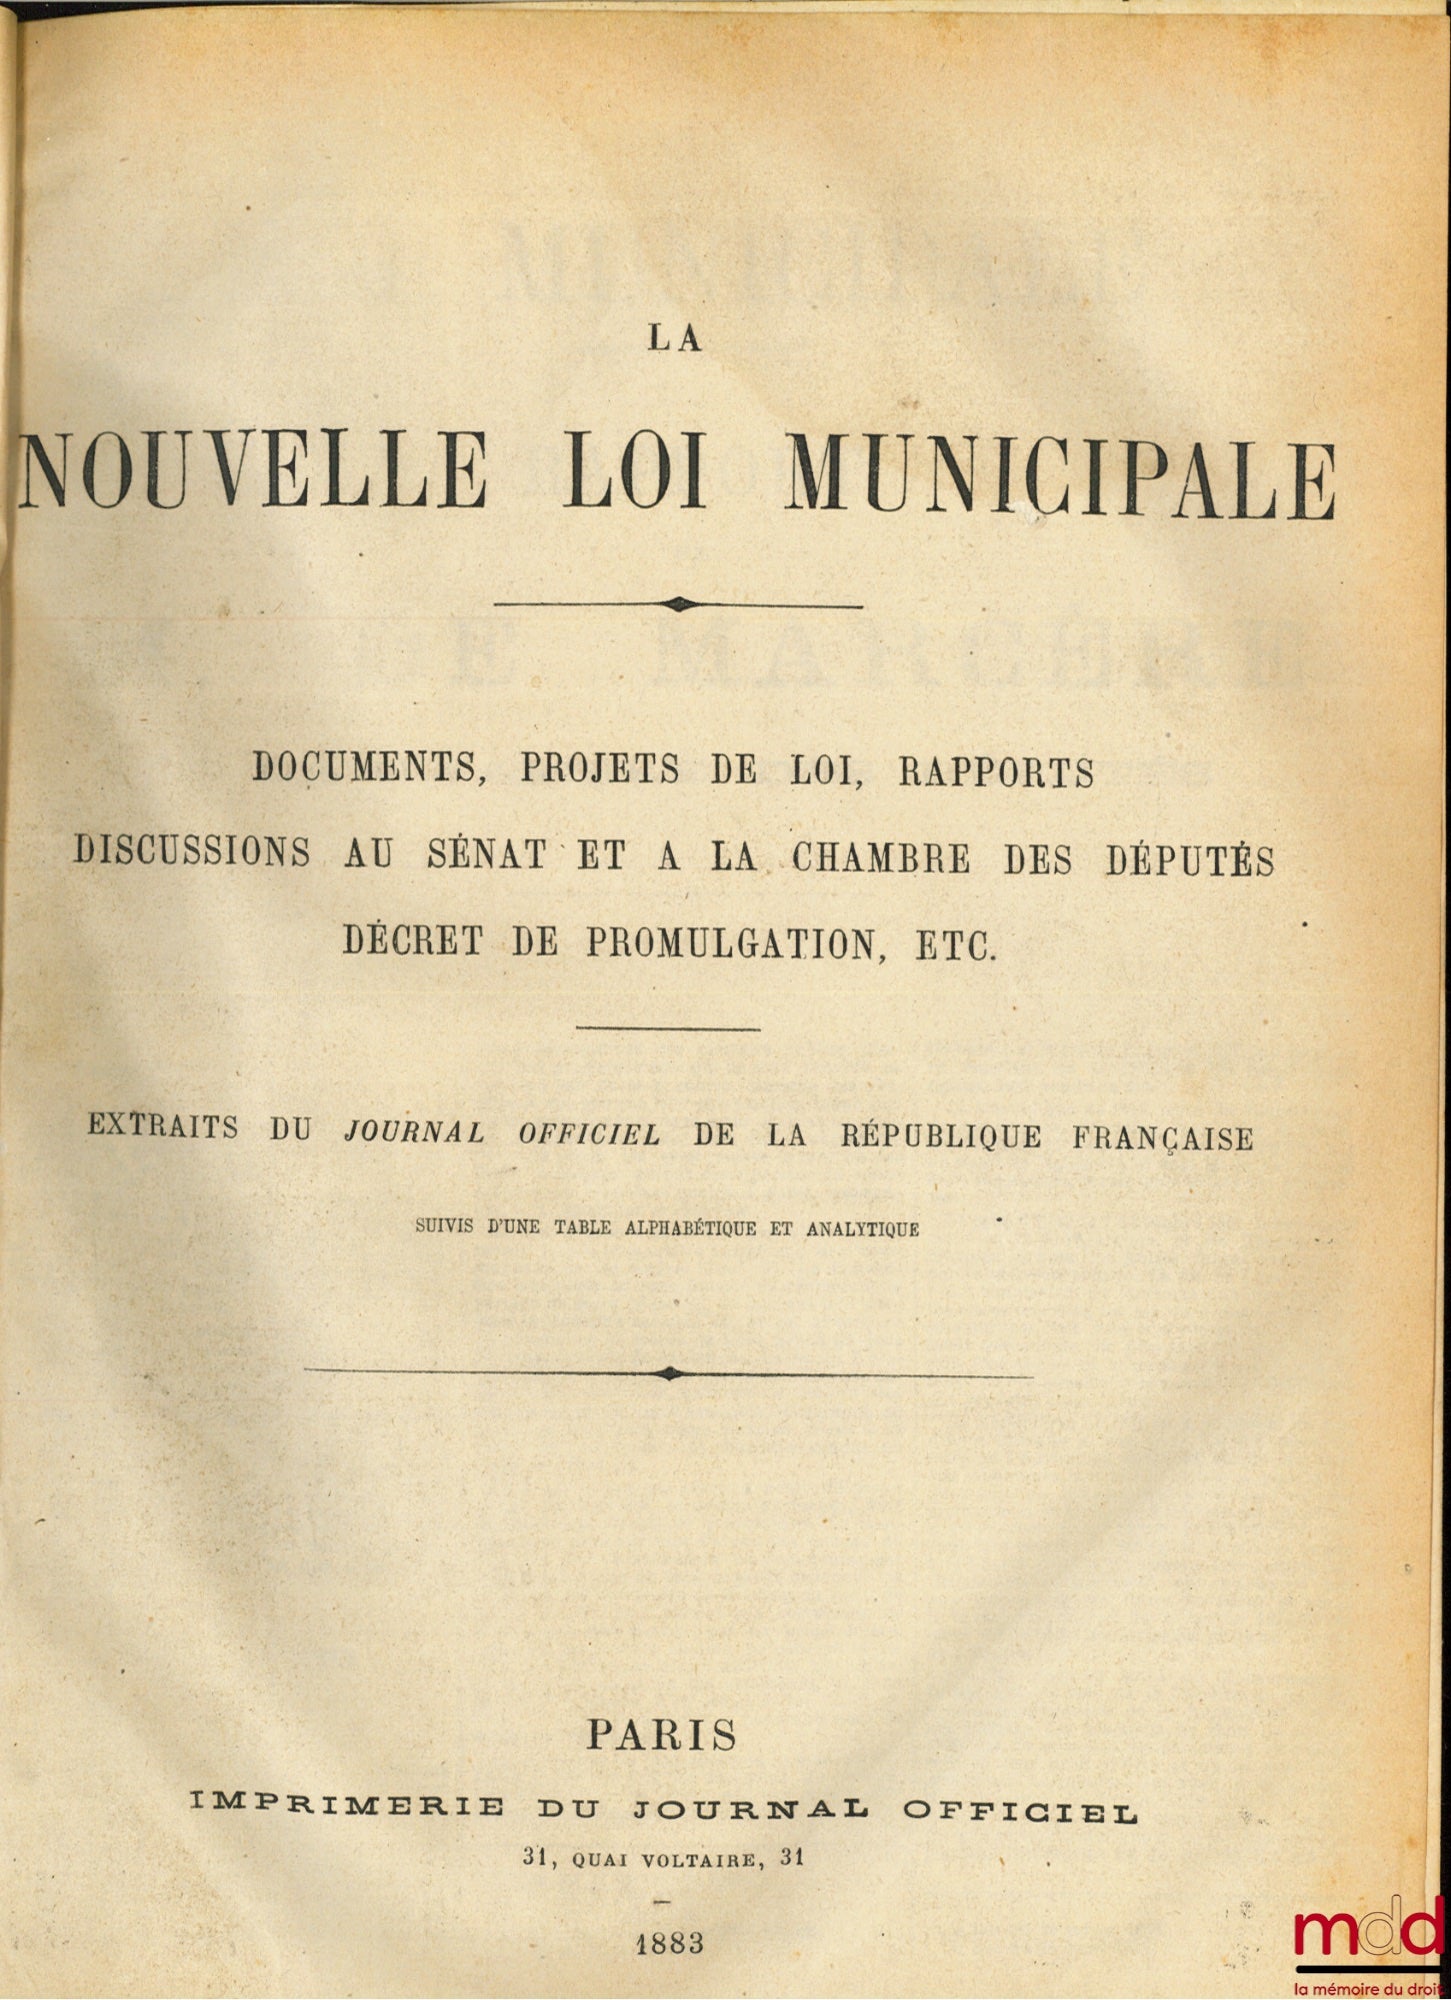 LA
NOUVELLE LOI MUNICIPALE
DOCUMENTS, PROJETS DE LOI, RAPPORTS
DISCUSSIONS AU SÉNAT ET A LA CHAMBRE DES DÉPUTÉS
DÉCRET DE PROMULGATION, ETC.
EXTRAITS DU JOURNAL OFFICIEL DE LA RÉPUBLIQUE FRANÇAISE
SUIVIS D'UNE TABLE ALPHABÉTIQUE ET ANALYTIQUE
PARIS
IMPRIMERIE DU JOURNAL OFFICIEL
31, QUAI VOLTAIRE, 31
1883
mdd
la mémoire du droit